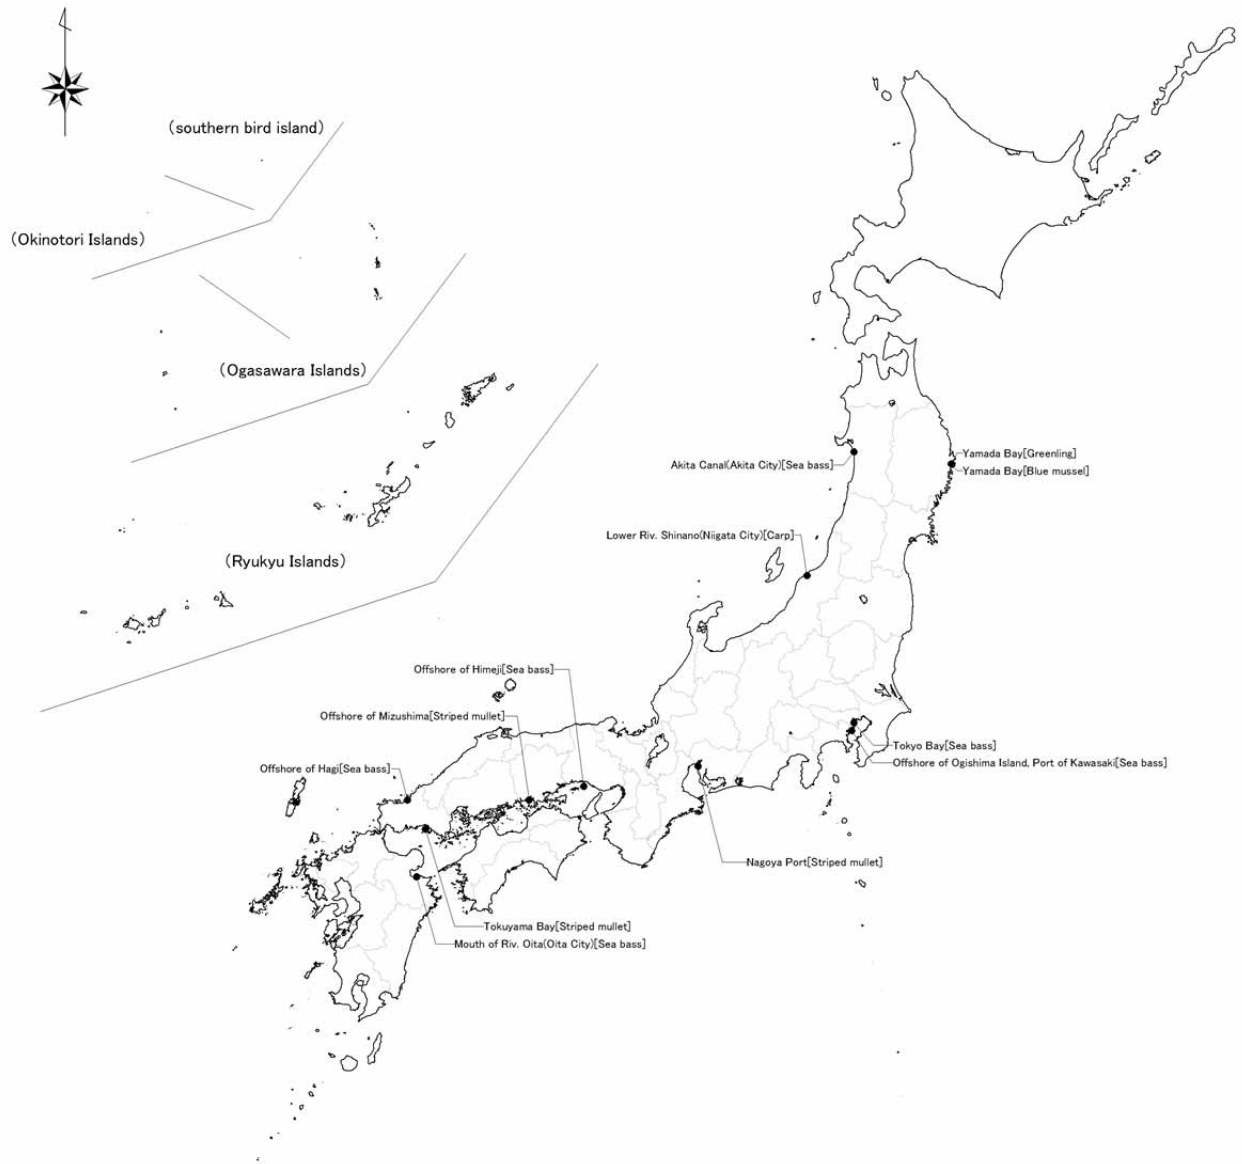 (southern bird island)
(Okinotori Islands)
(Ogasawara Islands)
Yamada Bay[Greenling]
Akita Canal(Akita City)[Sea bass]
Yamada Bay[Blue mussel]
Lower Riv. Shinano(Niigata City)[Carp]
(Ryukyu Islands)
Offshore of Himeji[Sea bass]
Offshore of Mizushima[Striped mullet]
Tokyo Bay[Sea bass]
Offshore of Ogishima Island, Port of Kawasaki[Sea bass]
Offshore of Hagi[Sea bass]
Nagoya Port[Striped mullet]
Tokuyama Bay[Striped mullet]
Mouth of Riv. Oita(Oita City)[Sea bass]